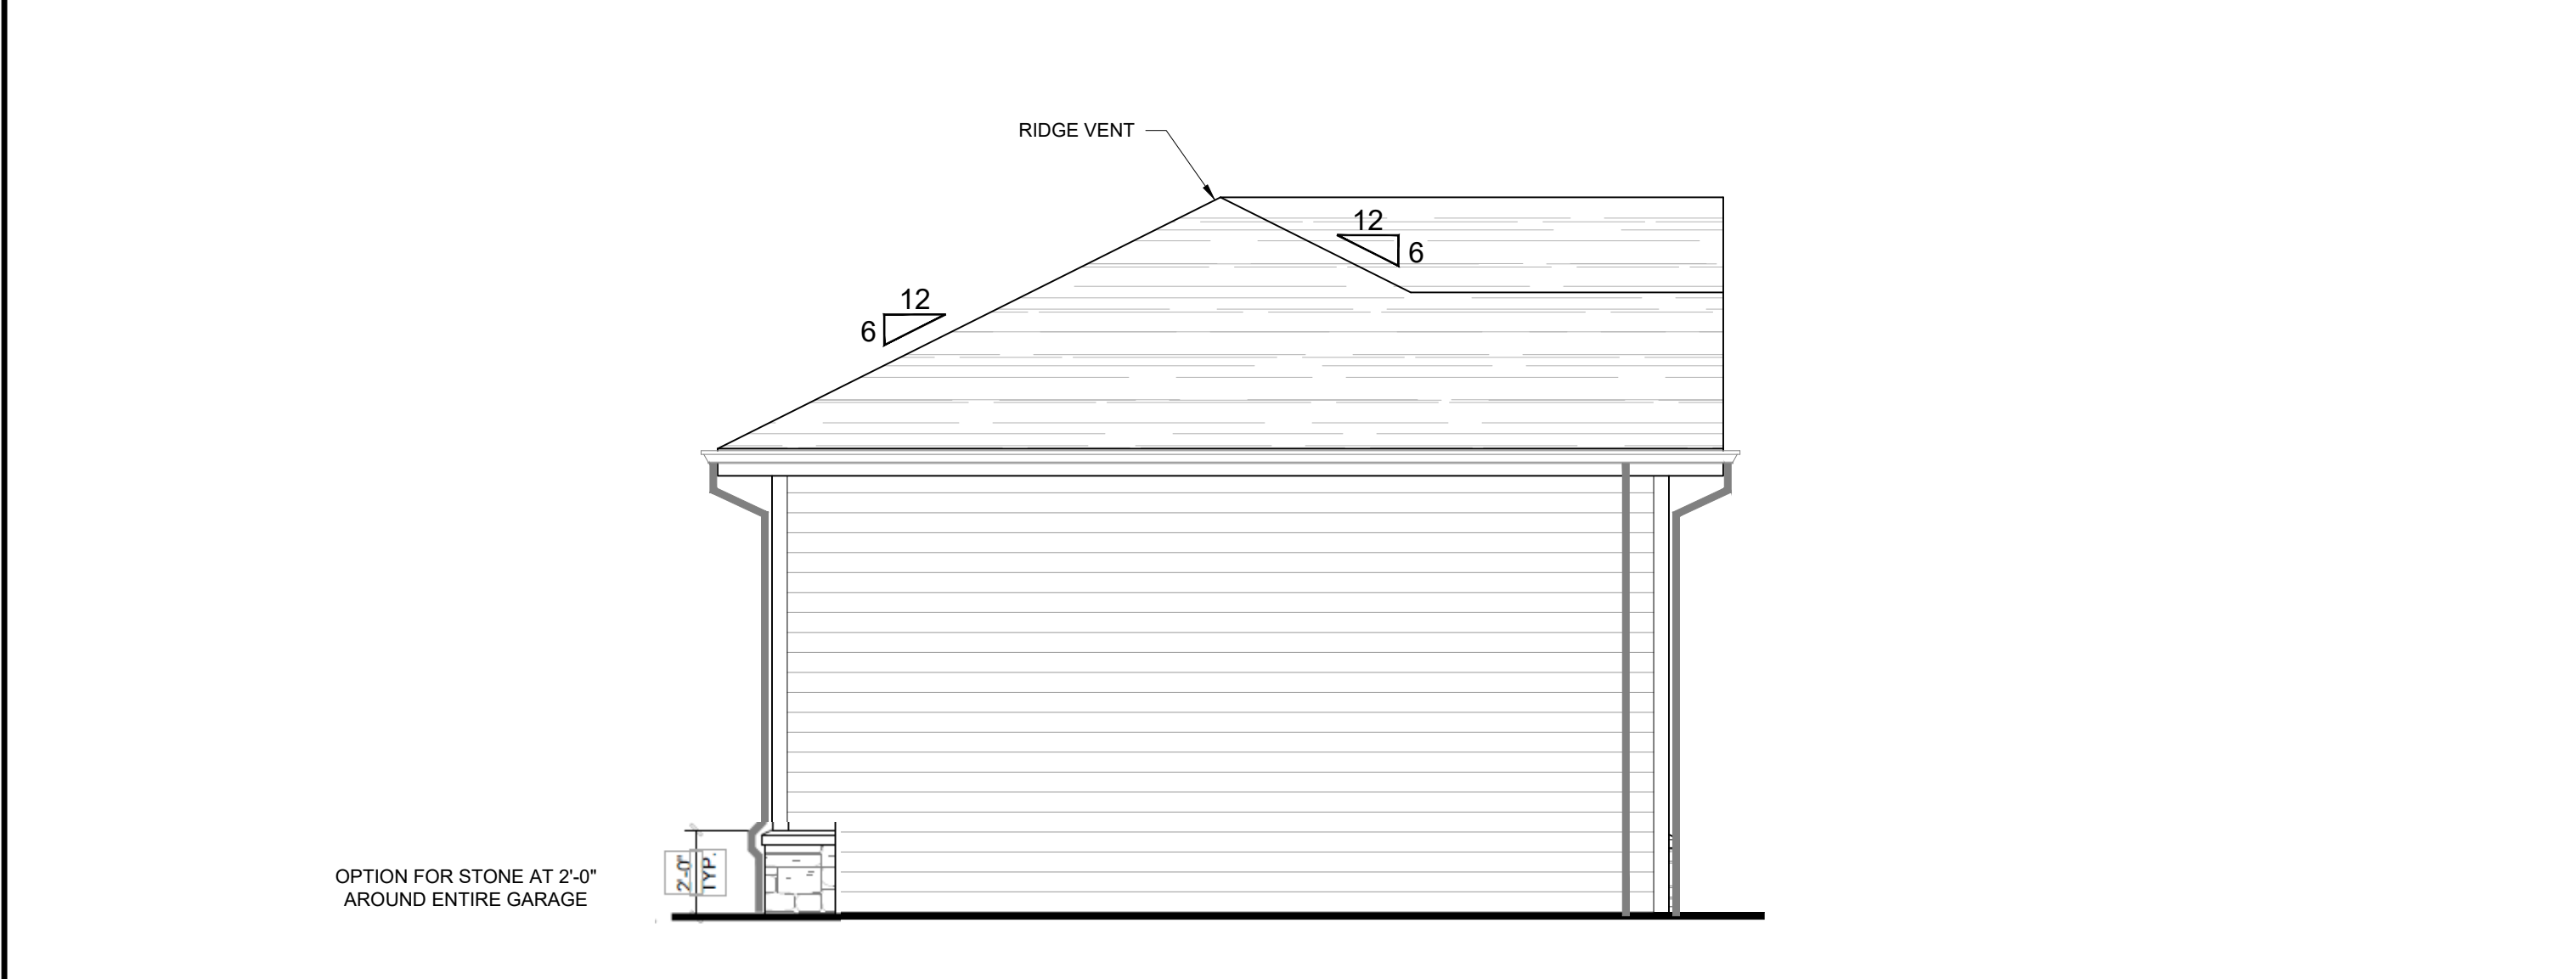 RIDGE VENT
12
6
12
6
2'-0"
TYP.
OPTION FOR STONE AT 2'-0"
AROUND ENTIRE GARAGE